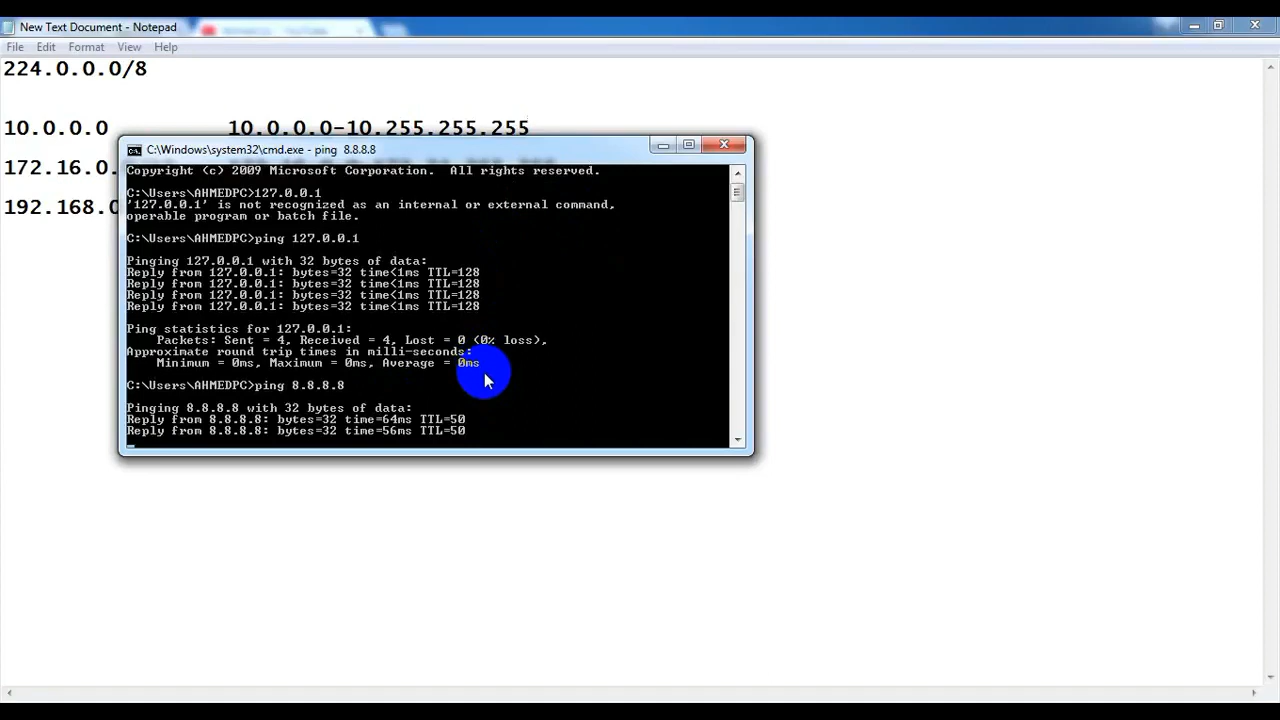 New Text Document - Notepad
File Edit Format View Help
224.0.0.0/8
10.0.0.0 10.0.0.0-10.255.255.255
172.16.0.
192.168.0
C:\Windows\system32\cmd.exe - ping 8.8.8.8
Copyright (c) 2009 Microsoft Corporation. All rights reserved.
C:\Users\AHMEDPC>127.0.0.1
'127.0.0.1' is not recognized as an internal or external command,
operable program or batch file.
C:\Users\AHMEDPC>ping 127.0.0.1
Pinging 127.0.0.1 with 32 bytes of data:
Reply from 127.0.0.1: bytes=32 time<1ms TTL=128
Reply from 127.0.0.1: bytes=32 time<1ms TTL=128
Reply from 127.0.0.1: bytes=32 time<1ms TTL=128
Reply from 127.0.0.1: bytes=32 time<1ms TTL=128
Ping statistics for 127.0.0.1:
Packets: Sent = 4, Received = 4, Lost = 0 (0% loss),
Approximate round trip times in milli-seconds:
Minimum = 0ms, Maximum = 0ms, Average = 0ms
C:\Users\AHMEDPC>ping 8.8.8.8
Pinging 8.8.8.8 with 32 bytes of data:
Reply from 8.8.8.8: bytes=32 time=64ms TTL=50
Reply from 8.8.8.8: bytes=32 time=56ms TTL=50